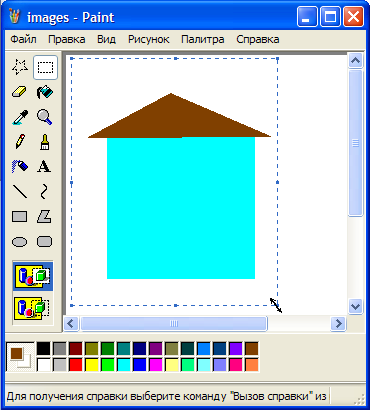 images - Paint
Файл Правка Вид Рисунок Палитра Справка
A
Для получения справки выберите команду "Вызов справки" из